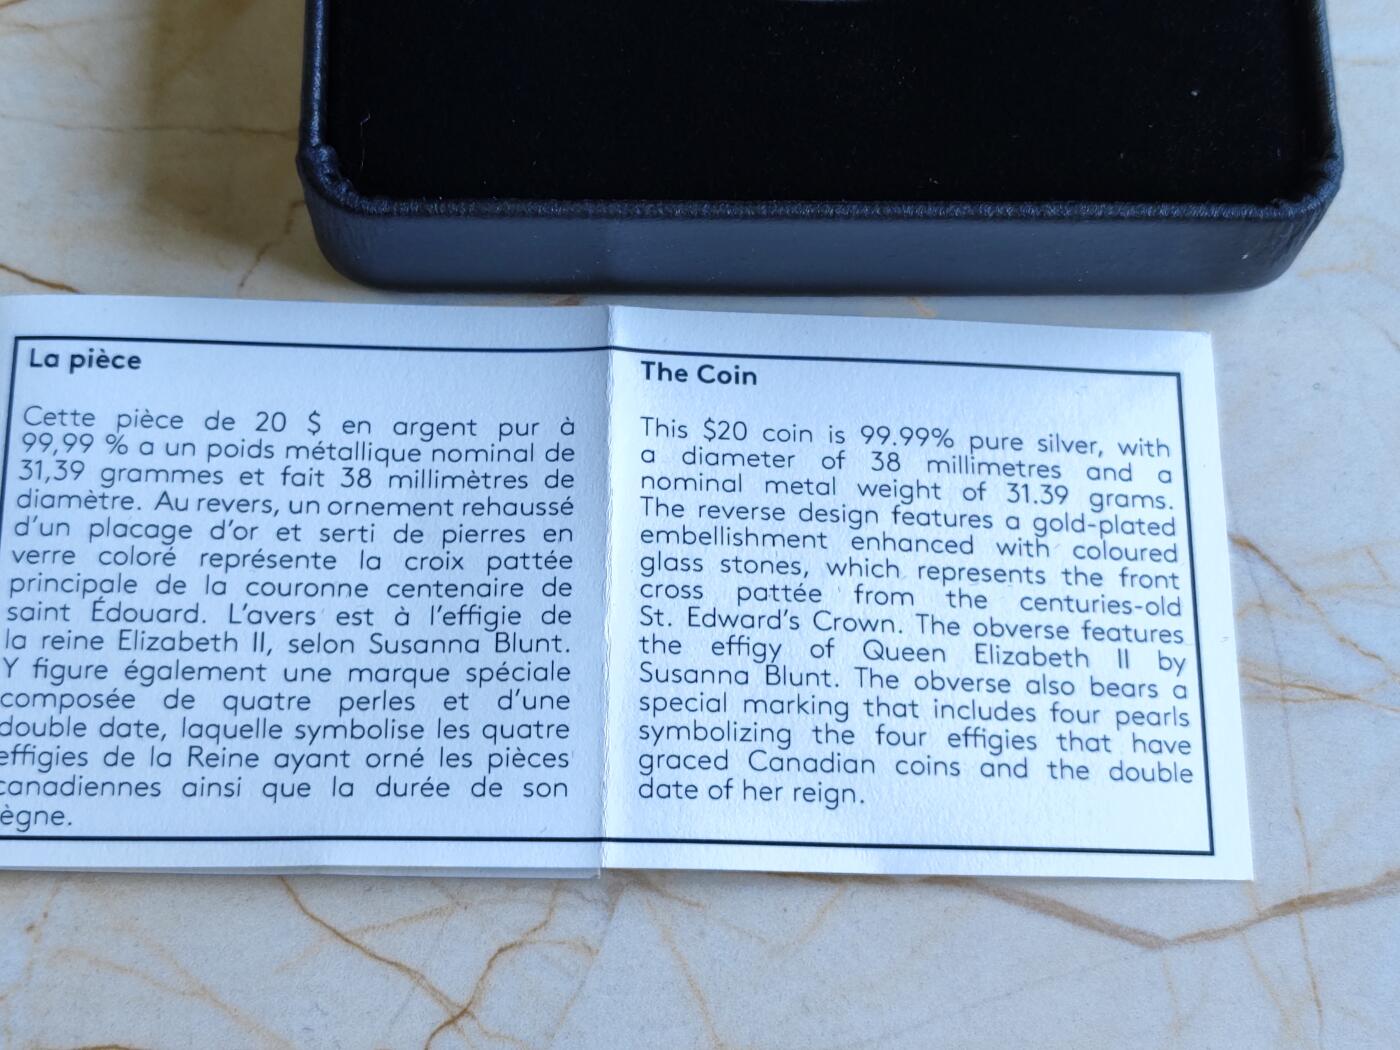 La pièce
Cette pièce de 20 $ en argent pur à
99,99 % a un poids métallique nominal de
31,39 grammes et fait 38 millimètres de
diamètre. Au revers, un ornement rehaussé
d'un placage d'or et serti de pierres en
verre coloré représente la croix pattée
principale de la couronne centenaire de
saint Édouard. L'avers est à l'effigie de
la reine Elizabeth II, selon Susanna Blunt.
Y figure également une marque spéciale
composée de quatre perles et d'une
double date, laquelle symbolise les quatre
effigies de la Reine ayant orné les pièces
canadiennes ainsi que la durée de son
ègne.
The Coin
This $20 coin is 99.99% pure silver, with
a diameter of 38 millimetres and a
nominal metal weight of 31.39 grams.
The reverse design features a gold-plated
embellishment enhanced with coloured
glass stones, which represents the front
cross pattée from the centuries-old
St. Edward's Crown. The obverse features
the effigy of Queen Elizabeth II by
Susanna Blunt. The obverse also bears a
special marking that includes four pearls
symbolizing the four effigies that have
graced Canadian coins and the double
date of her reign.